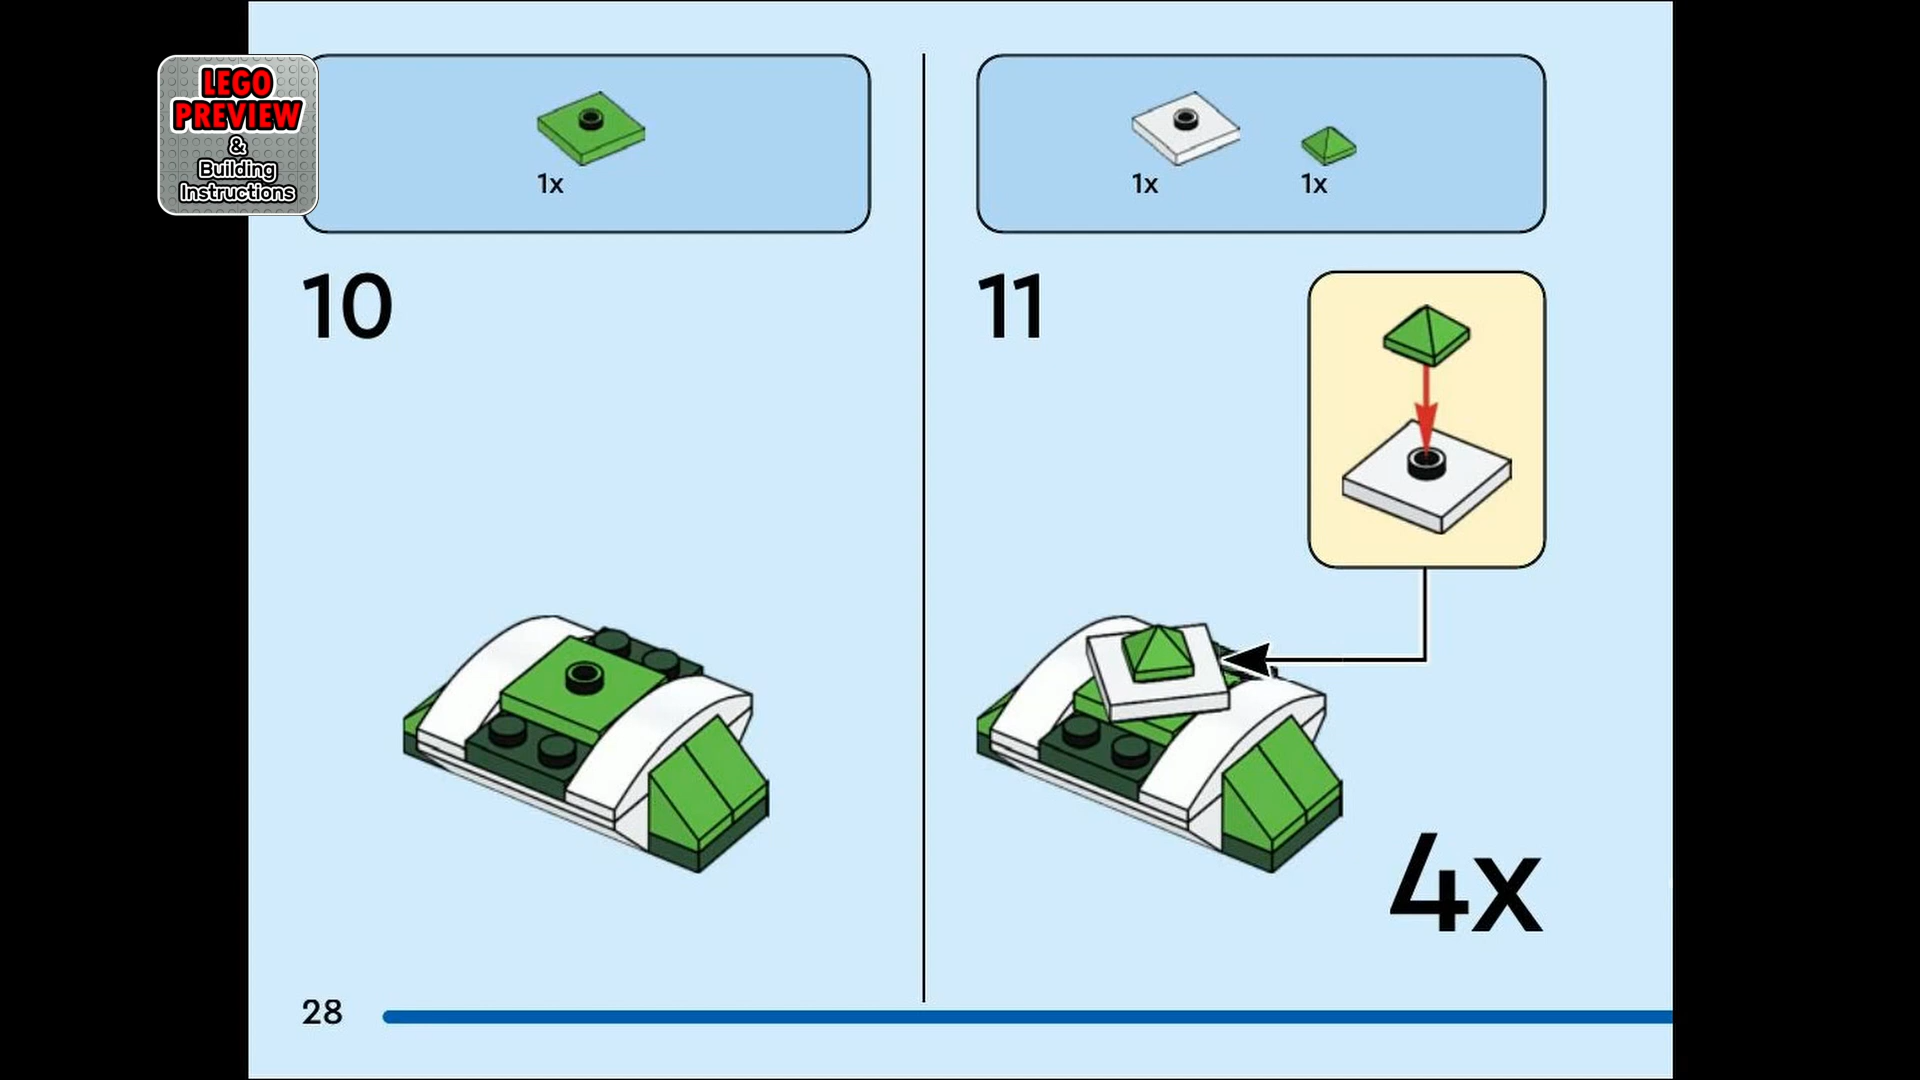 LEGO
PREVIEW
&
Building
Instructions
1x
1x 1x
10
11
4x
28